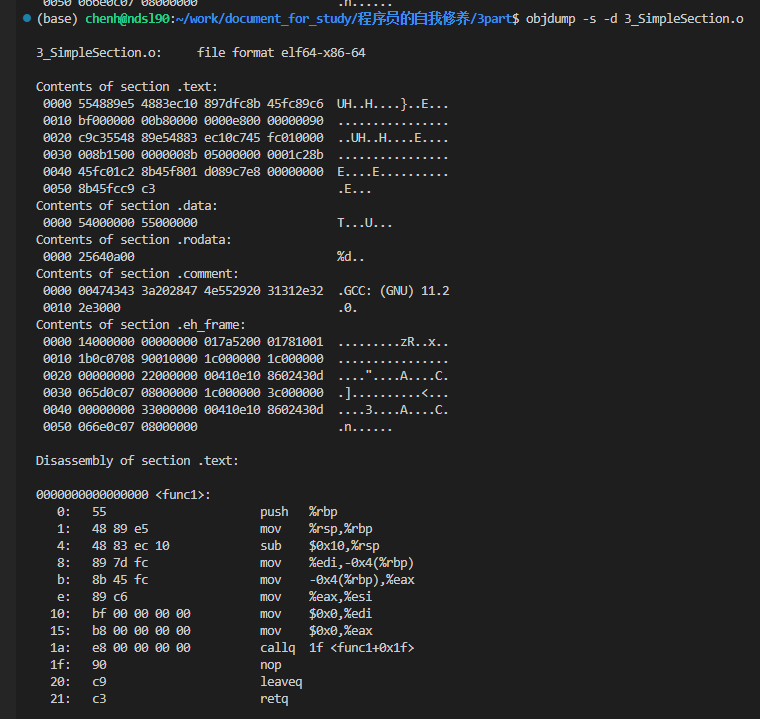 0050 066e0c07 08000000 .n......
(base) chenh@ndsl90:~/work/document_for_study/程序员的自我修养/3part$ objdump -s -d 3_SimpleSection.o
3_SimpleSection.o:     file format elf64-x86-64
Contents of section .text:
 0000 554889e5 4883ec10 897dfc8b 45fc89c6  UH..H....}..E...
 0010 bf000000 00b80000 0000e800 00000090  ................
 0020 c9c35548 89e54883 ec10c745 fc010000  ..UH..H....E....
 0030 008b1500 0000008b 05000000 0001c28b  ................
 0040 45fc01c2 8b45f801 d089c7e8 00000000  E....E..........
 0050 8b45fcc9 c3                          .E...
Contents of section .data:
 0000 54000000 55000000                    T...U...
Contents of section .rodata:
 0000 25640a00                             %d..
Contents of section .comment:
 0000 00474343 3a202847 4e552920 31312e32  .GCC: (GNU) 11.2
 0010 2e3000                               .0.
Contents of section .eh_frame:
 0000 14000000 00000000 017a5200 01781001  .........zR..x..
 0010 1b0c0708 90010000 1c000000 1c000000  ................
 0020 00000000 22000000 00410e10 8602430d  ...."....A....C.
 0030 065d0c07 08000000 1c000000 3c000000  .]..........<...
 0040 00000000 33000000 00410e10 8602430d  ....3....A....C.
 0050 066e0c07 08000000                    .n......
Disassembly of section .text:
0000000000000000 <func1>:
   0:   55                      push   %rbp
   1:   48 89 e5                mov    %rsp,%rbp
   4:   48 83 ec 10             sub    $0x10,%rsp
   8:   89 7d fc                mov    %edi,-0x4(%rbp)
   b:   8b 45 fc                mov    -0x4(%rbp),%eax
   e:   89 c6                   mov    %eax,%esi
  10:   bf 00 00 00 00          mov    $0x0,%edi
  15:   b8 00 00 00 00          mov    $0x0,%eax
  1a:   e8 00 00 00 00          callq  1f <func1+0x1f>
  1f:   90                      nop
  20:   c9                      leaveq
  21:   c3                      retq